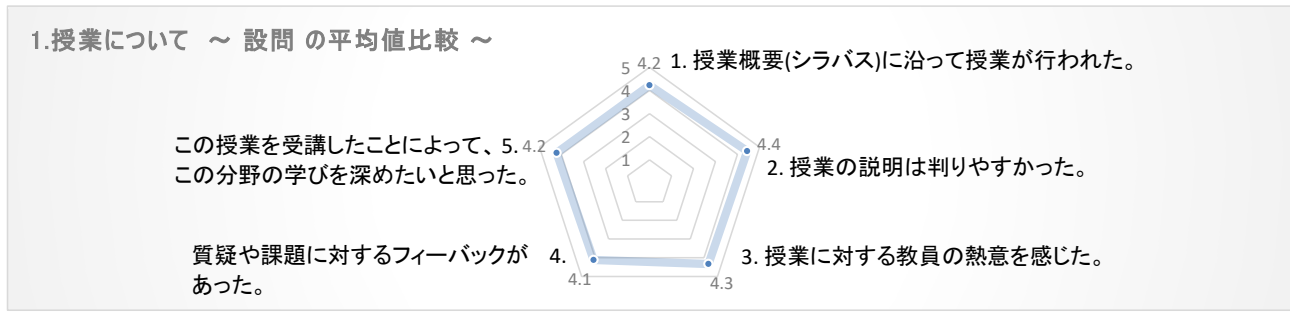 1.授業について ～ 設問 の平均値比較 ～
4.2 1. 授業概要(シラバス)に沿って授業が行われた。
5
4
3
2
1
4.4
2. 授業の説明は判りやすかった。
4.3
3. 授業に対する教員の熱意を感じた。
4.1
質疑や課題に対するフィーバックが 4.
あった。
この授業を受講したことによって、 5. 4.2
この分野の学びを深めたいと思った。